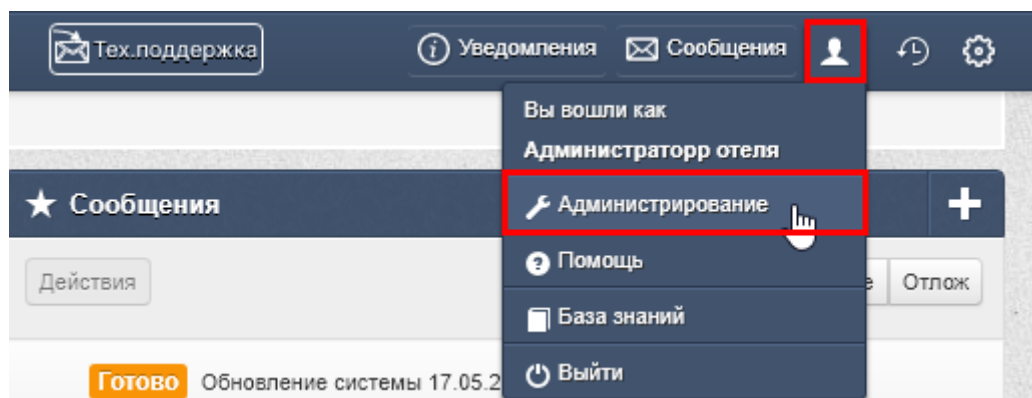 Тех.поддержка
Уведомления
Сообщения
Вы вошли как
Администраторр отеля
Сообщения
Администрирование
Действия
Помощь
Отлож
База знаний
Готово Обновление системы 17.05.2
Выйти